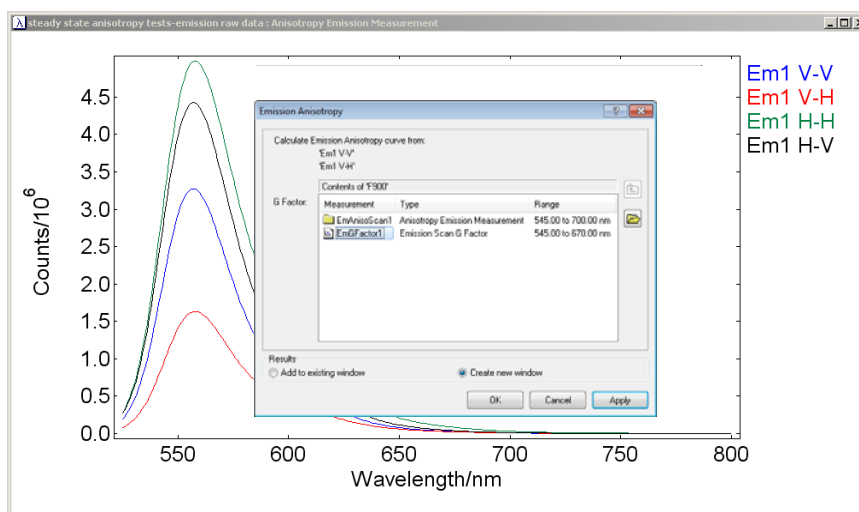 steady state anisotropy tests-emission raw data : Anisotropy Emission Measurement
Em1 V-V
Em1 V-H
Em1 H-H
Em1 H-V
Counts/10⁶
4.5
4.0
3.5
3.0
2.5
2.0
1.5
1.0
0.5
0.0
550 600 650 700 750 800
Wavelength/nm
Emission Anisotropy
Calculate Emission Anisotropy curve from:
'Em1 V-V'
'Em1 V-H'
Contents of 'F900'
G Factor:
Measurement Type Range
EmAnisoScan1 Anisotropy Emission Measurement 545.00 to 700.00 nm
EmGFactor1 Emission Scan G Factor 545.00 to 670.00 nm
Results
Add to existing window Create new window
OK Cancel Apply